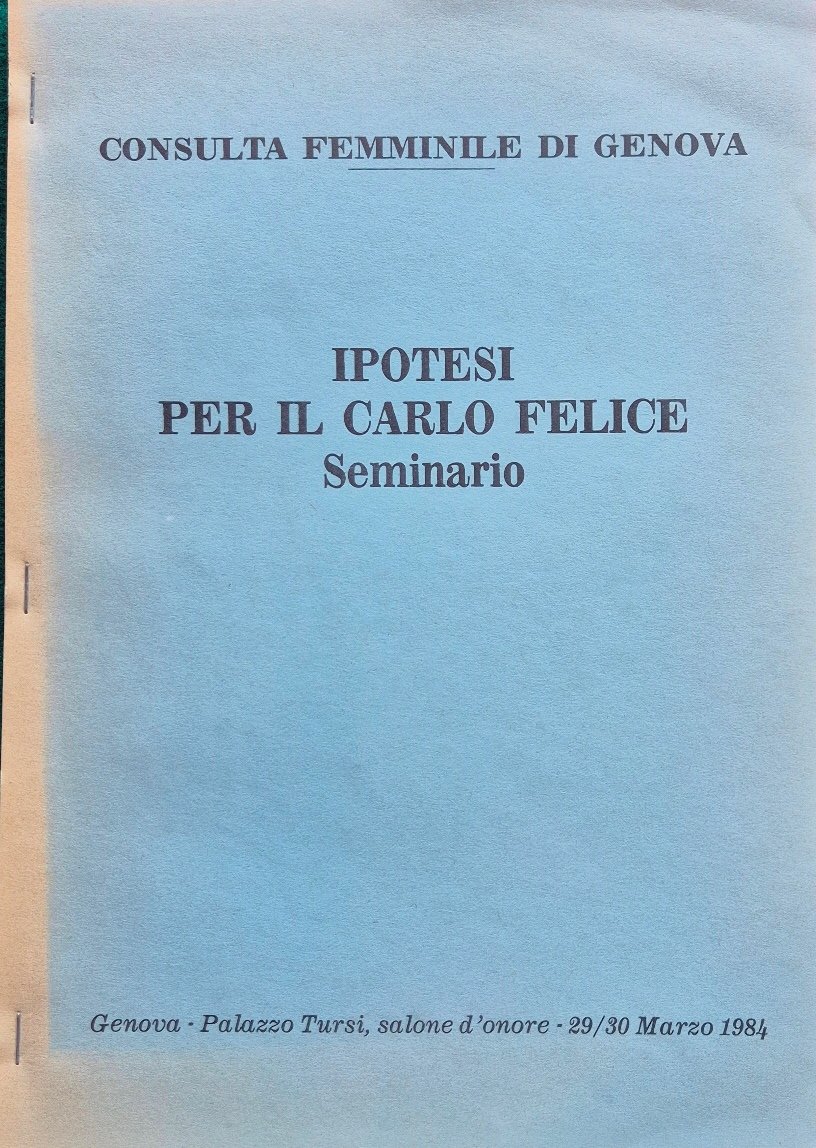 CONSULTA FEMMINILE DI GENOVA
IPOTESI
PER IL CARLO FELICE
Seminario
Genova - Palazzo Tursi, salone d'onore - 29/30 Marzo 1984